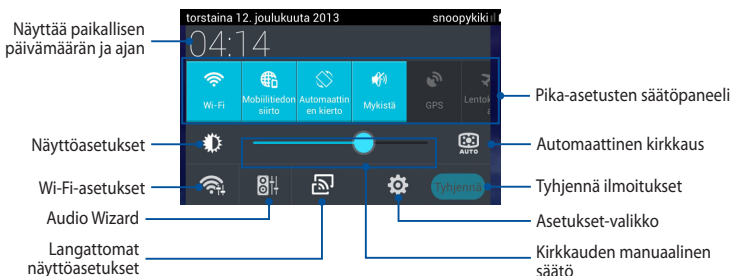 Näyttää paikallisen
päivämäärän ja ajan
torstaina 12. joulukuuta 2013
snoopykiki
04:14
Wi-Fi
Mobiilitiedon
siirto
Automaattin
en kierto
Mykistä
GPS
Lentok
a
Pika-asetusten säätöpaneeli
Näyttöasetukset
AUTO
Automaattinen kirkkaus
Wi-Fi-asetukset
Tyhjennä
Tyhjennä ilmoitukset
Audio Wizard
Asetukset-valikko
Langattomat
näyttöasetukset
Kirkkauden manuaalinen
säätö